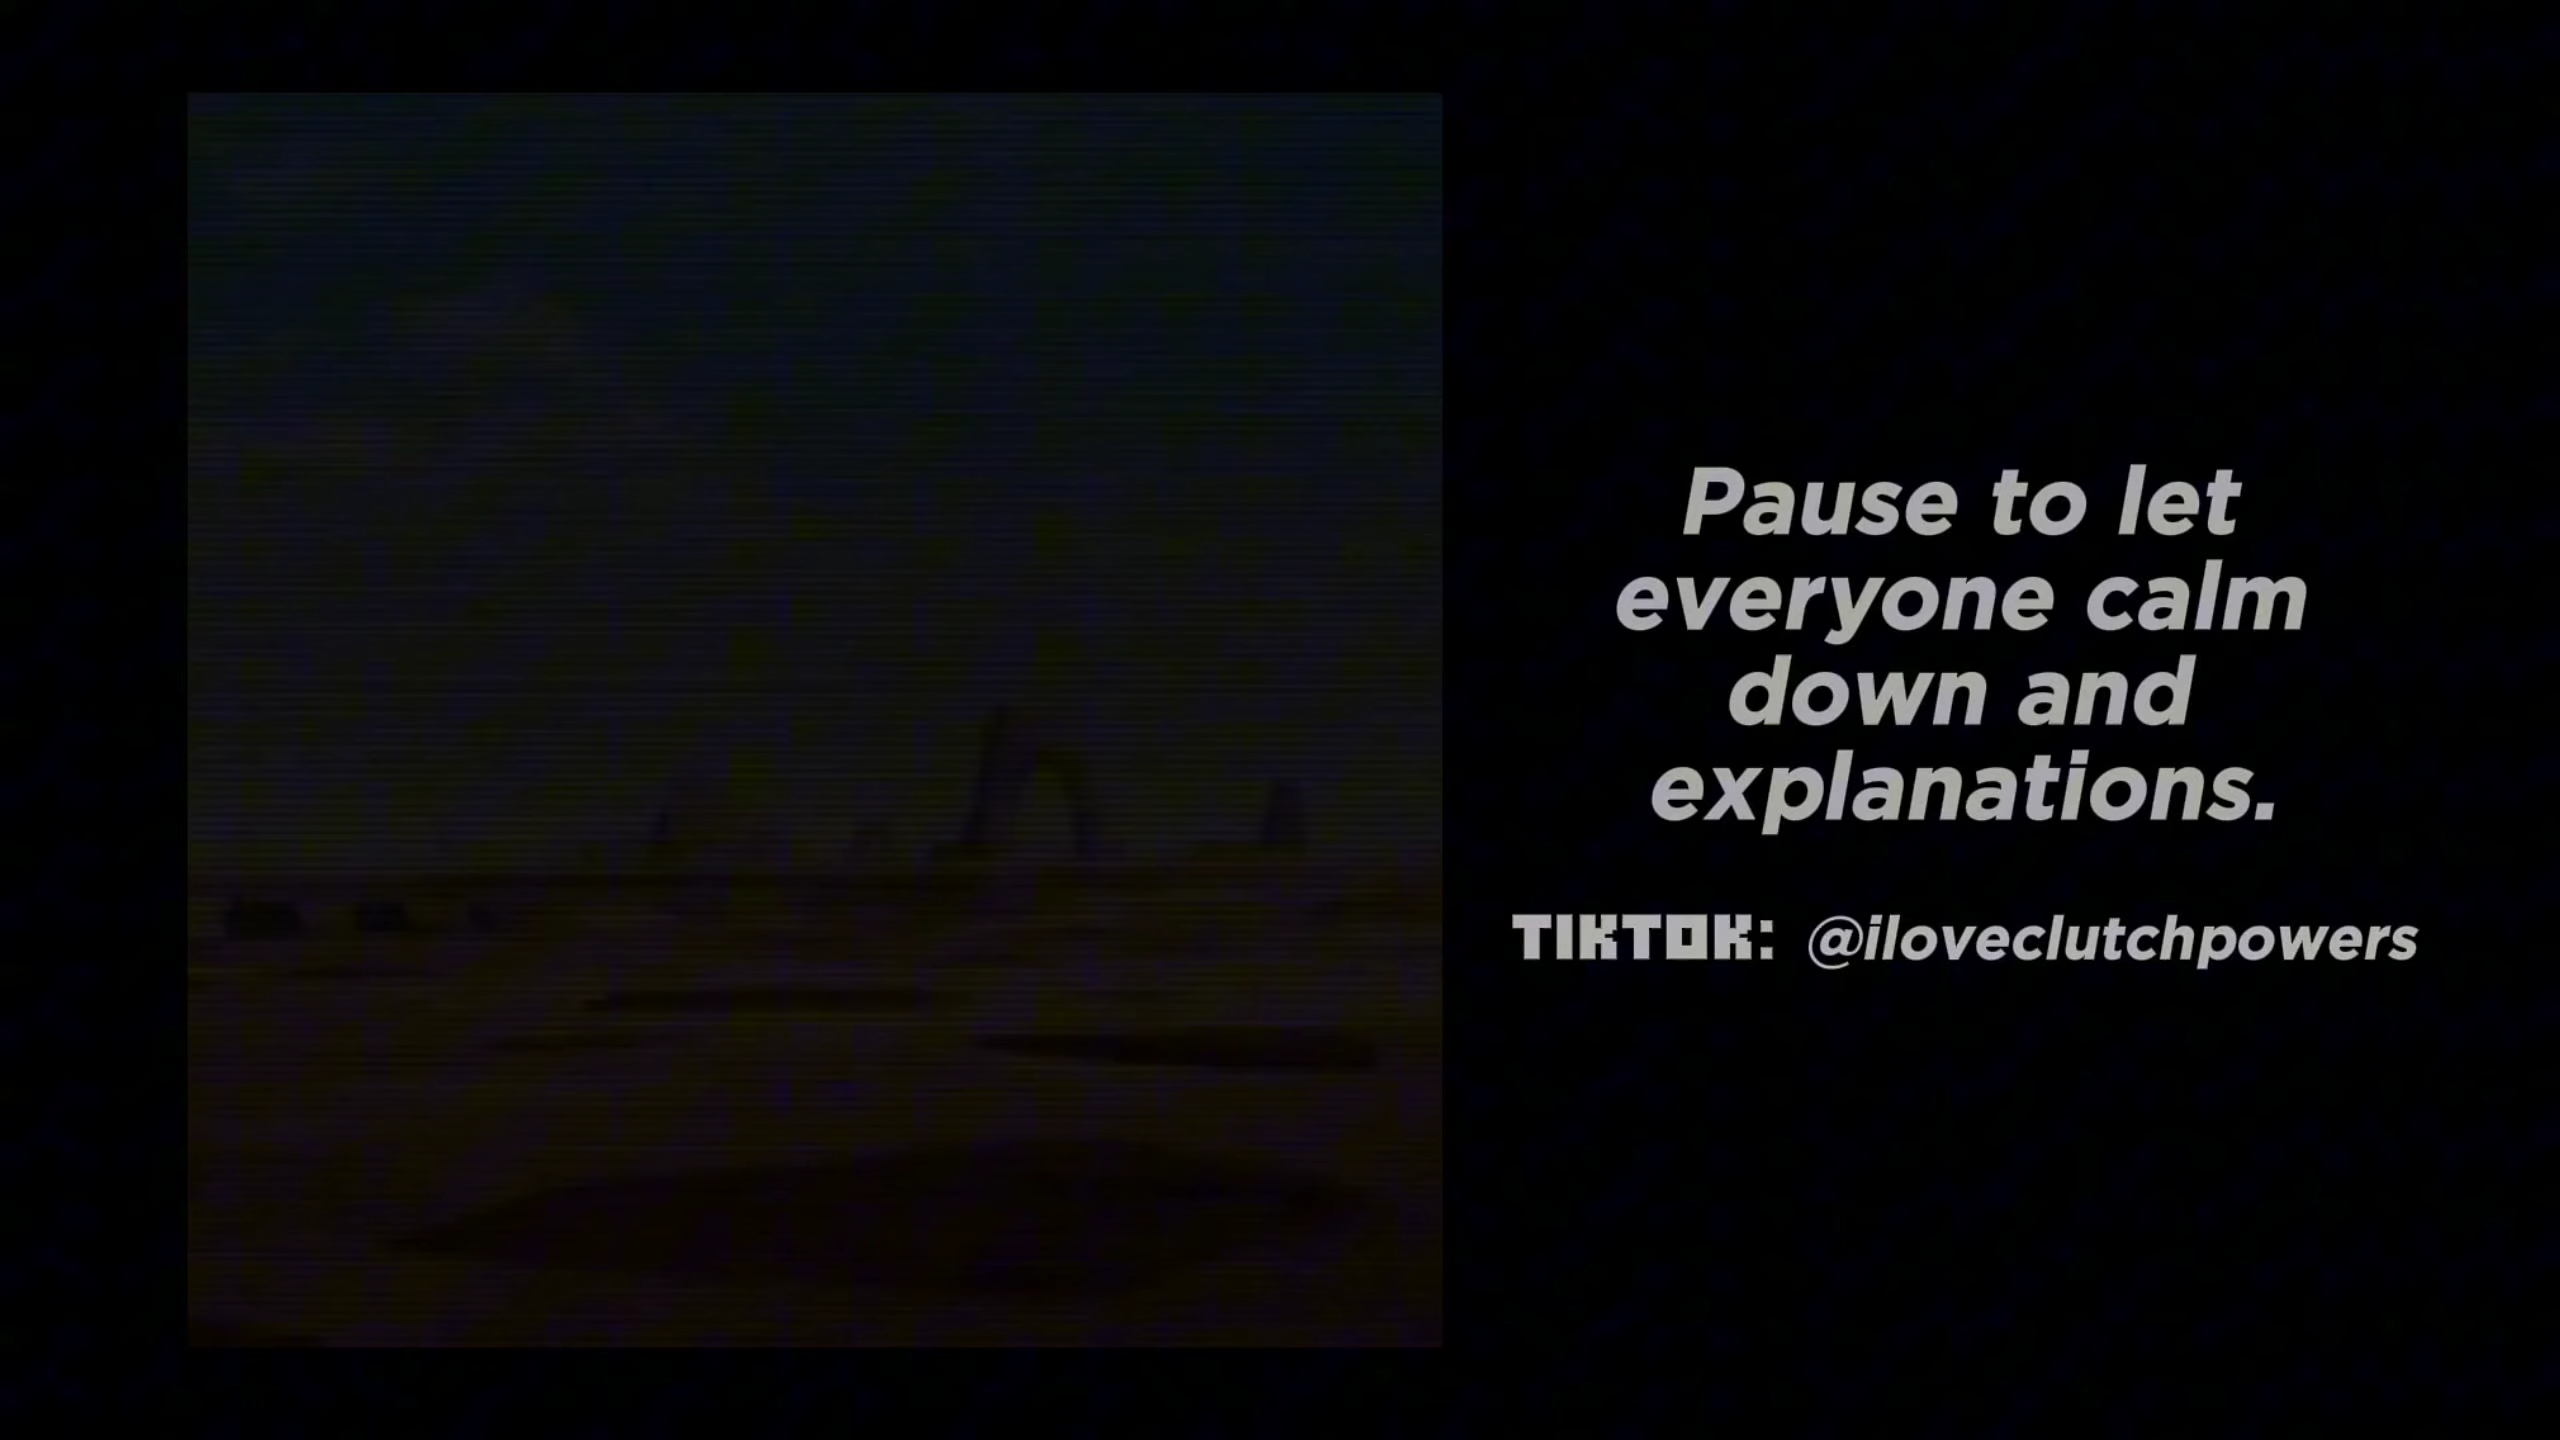 Pause to let
everyone calm
down and
explanations.
TIKTOK: @iloveclutchpowers